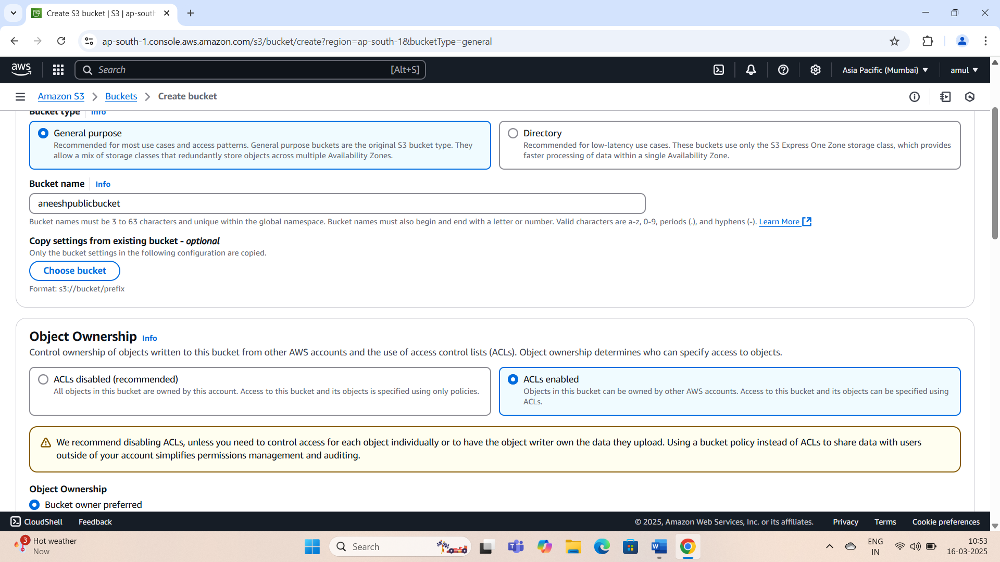 Create S3 bucket | S3 | ap-sout
ap-south-1.console.aws.amazon.com/s3/bucket/create?region=ap-south-1&bucketType=general
aws
Search
[Alt+S]
Asia Pacific (Mumbai)
amul
Amazon S3
Buckets
Create bucket
Bucket type
Info
General purpose
Recommended for most use cases and access patterns. General purpose buckets are the original S3 bucket type. They
allow a mix of storage classes that redundantly store objects across multiple Availability Zones.
Directory
Recommended for low-latency use cases. These buckets use only the S3 Express One Zone storage class, which provides
faster processing of data within a single Availability Zone.
Bucket name
Info
aneeshpublicbucket
Bucket names must be 3 to 63 characters and unique within the global namespace. Bucket names must also begin and end with a letter or number. Valid characters are a-z, 0-9, periods (.), and hyphens (-). Learn More
Copy settings from existing bucket - optional
Only the bucket settings in the following configuration are copied.
Choose bucket
Format: s3://bucket/prefix
Object Ownership
Info
Control ownership of objects written to this bucket from other AWS accounts and the use of access control lists (ACLs). Object ownership determines who can specify access to objects.
ACLs disabled (recommended)
All objects in this bucket are owned by this account. Access to this bucket and its objects is specified using only policies.
ACLs enabled
Objects in this bucket can be owned by other AWS accounts. Access to this bucket and its objects can be specified using
ACLs.
We recommend disabling ACLs, unless you need to control access for each object individually or to have the object writer own the data they upload. Using a bucket policy instead of ACLs to share data with users
outside of your account simplifies permissions management and auditing.
Object Ownership
Bucket owner preferred
CloudShell
Feedback
© 2025, Amazon Web Services, Inc. or its affiliates.
Privacy
Terms
Cookie preferences
3
Hot weather
Now
Search
ENG
IN
10:53
16-03-2025